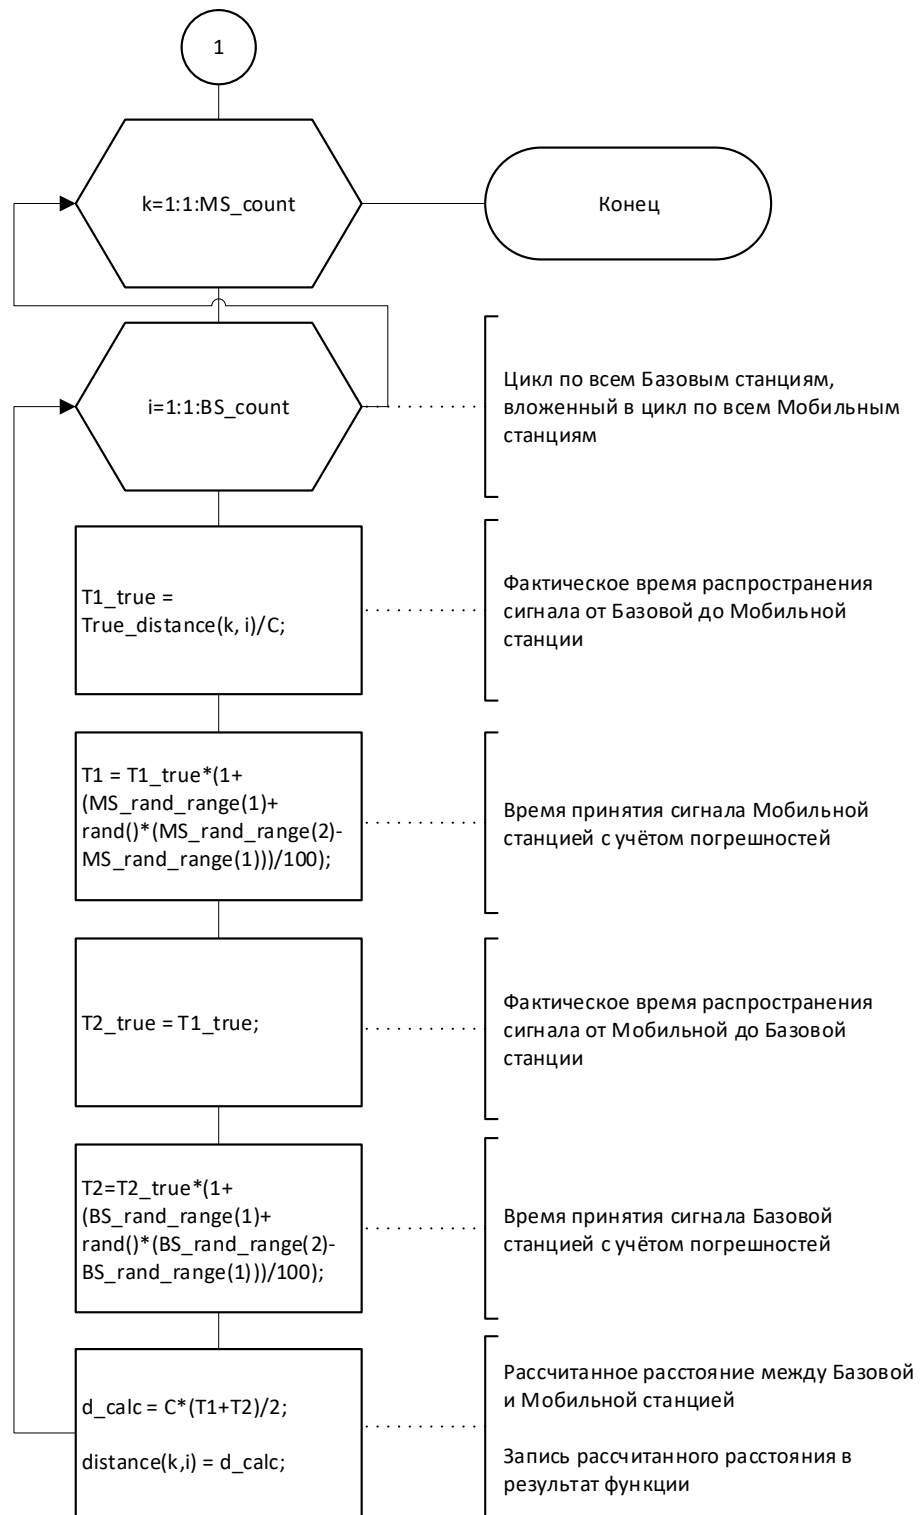 1
k=1:1:MS_count
Конец
i=1:1:BS_count
Цикл по всем Базовым станциям,
вложенный в цикл по всем Мобильным
станциям
T1_true =
True_distance(k, i)/C;
Фактическое время распространения
сигнала от Базовой до Мобильной
станции
T1 = T1_true*(1+
(MS_rand_range(1)+
rand()*(MS_rand_range(2)-
MS_rand_range(1)))/100);
Время принятия сигнала Мобильной
станцией с учётом погрешностей
T2_true = T1_true;
Фактическое время распространения
сигнала от Мобильной до Базовой
станции
T2=T2_true*(1+
(BS_rand_range(1)+
rand()*(BS_rand_range(2)-
BS_rand_range(1)))/100);
Время принятия сигнала Базовой
станцией с учётом погрешностей
d_calc = C*(T1+T2)/2;
distance(k,i) = d_calc;
Рассчитанное расстояние между Базовой
и Мобильной станцией
Запись рассчитанного расстояния в
результат функции